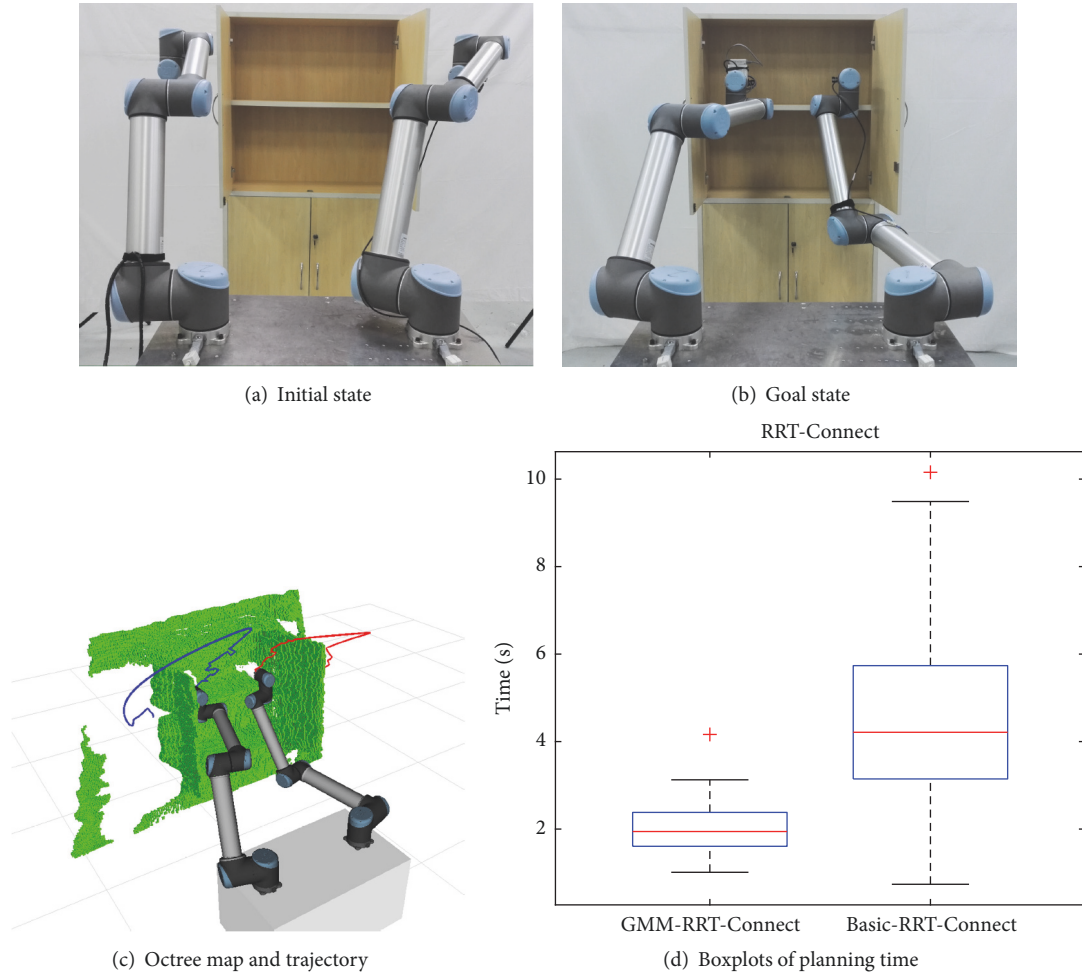 (a) Initial state
(b) Goal state
RRT-Connect
10
8
6
4
2
Time (s)
GMM-RRT-Connect
Basic-RRT-Connect
(c) Octree map and trajectory
(d) Boxplots of planning time